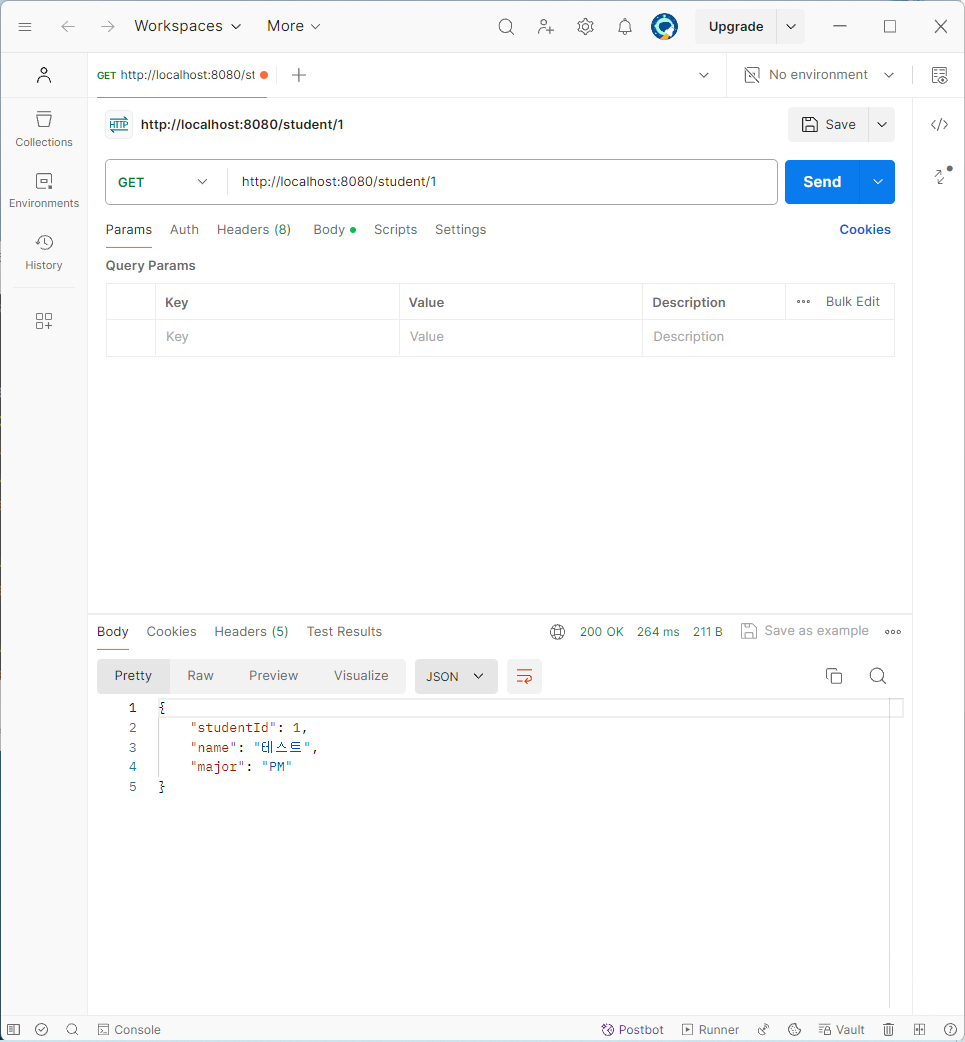 Workspaces More Upgrade
GET http://localhost:8080/st No environment
HTTP http://localhost:8080/student/1 Save
Collections
GET http://localhost:8080/student/1 Send
Environments
Params Auth Headers (8) Body Scripts Settings Cookies
History
Query Params
Key Value Description Bulk Edit
Key Value Description
Body Cookies Headers (5) Test Results 200 OK 264 ms 211 B Save as example
Pretty Raw Preview Visualize JSON
1 {
2 "studentId": 1,
3 "name": "테스트",
4 "major": "PM"
5 }
Console Postbot Runner Vault